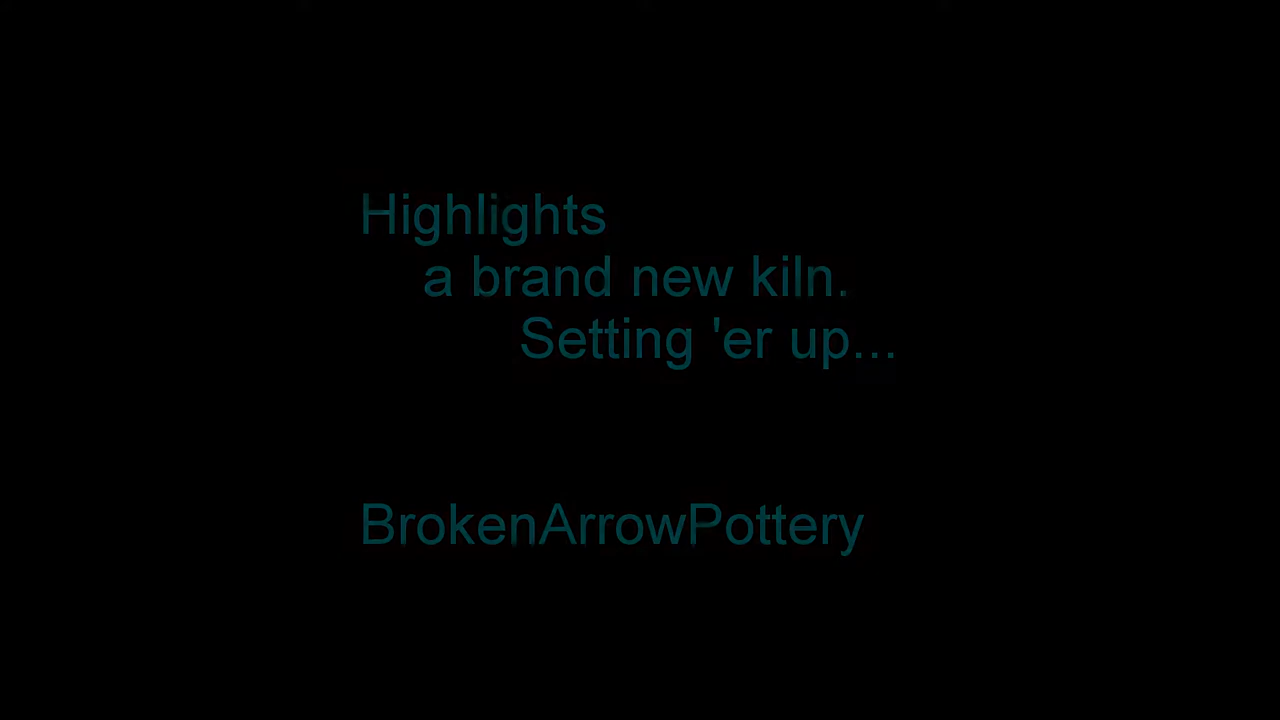 Highlights
a brand new kiln.
Setting 'er up...
BrokenArrowPottery